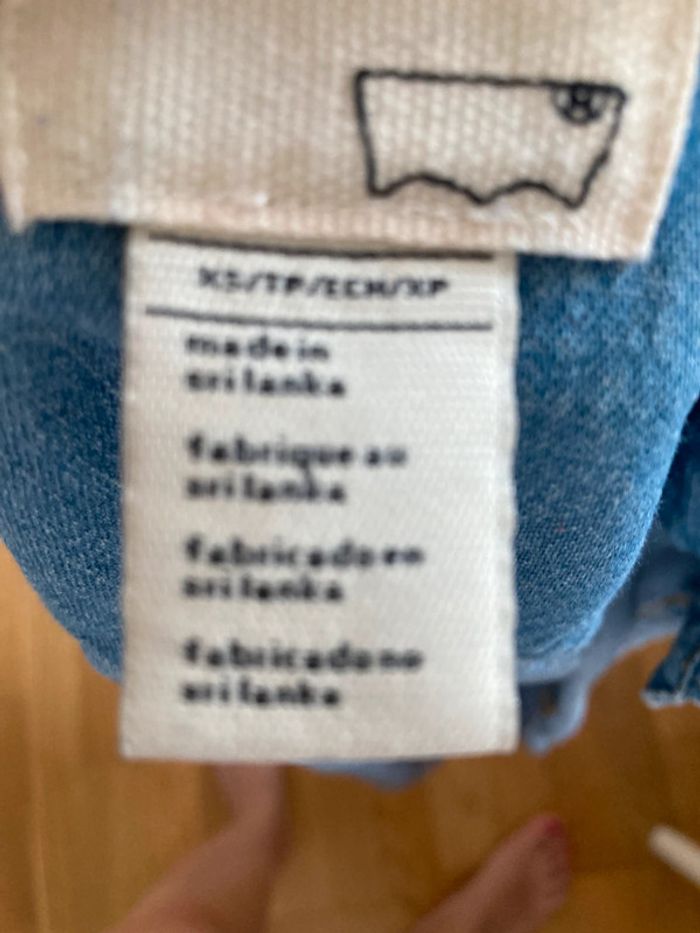 ®
XS/TP/ECH/XP
made in
sri lanka
fabrique au
sri lanka
fabricado en
sri lanka
fabricado no
sri lanka